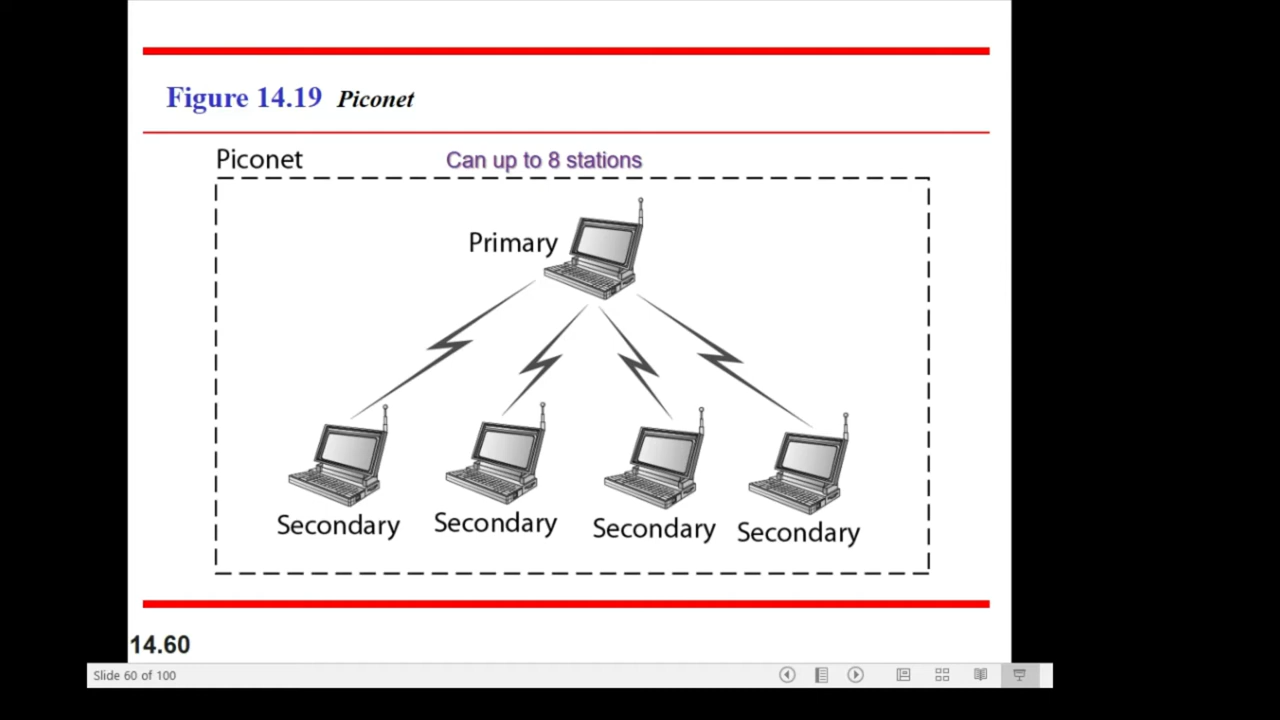 Figure 14.19 Piconet
Piconet
Can up to 8 stations
Primary
Secondary
Secondary
Secondary
Secondary
14.60
Slide 60 of 100